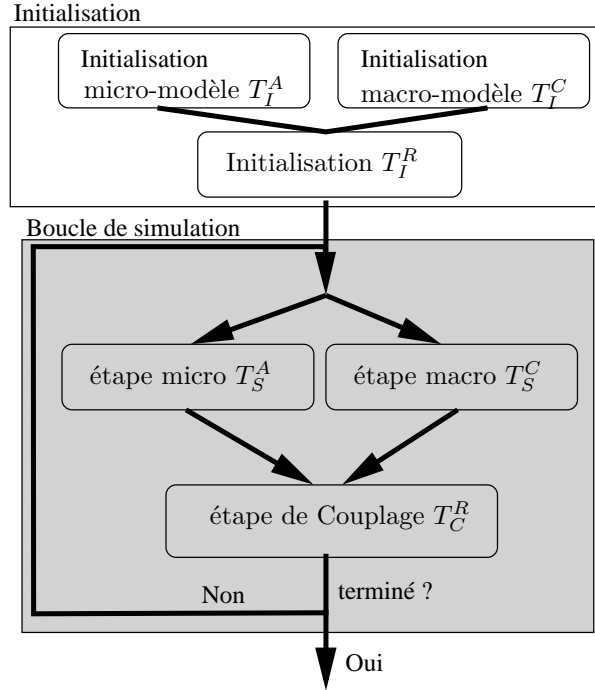 Initialisation
Initialisation
micro-modèle $T_I^A$
Initialisation
macro-modèle $T_I^C$
Initialisation $T_I^R$
Boucle de simulation
étape micro $T_S^A$
étape macro $T_S^C$
étape de Couplage $T_C^R$
Non
terminé ?
Oui